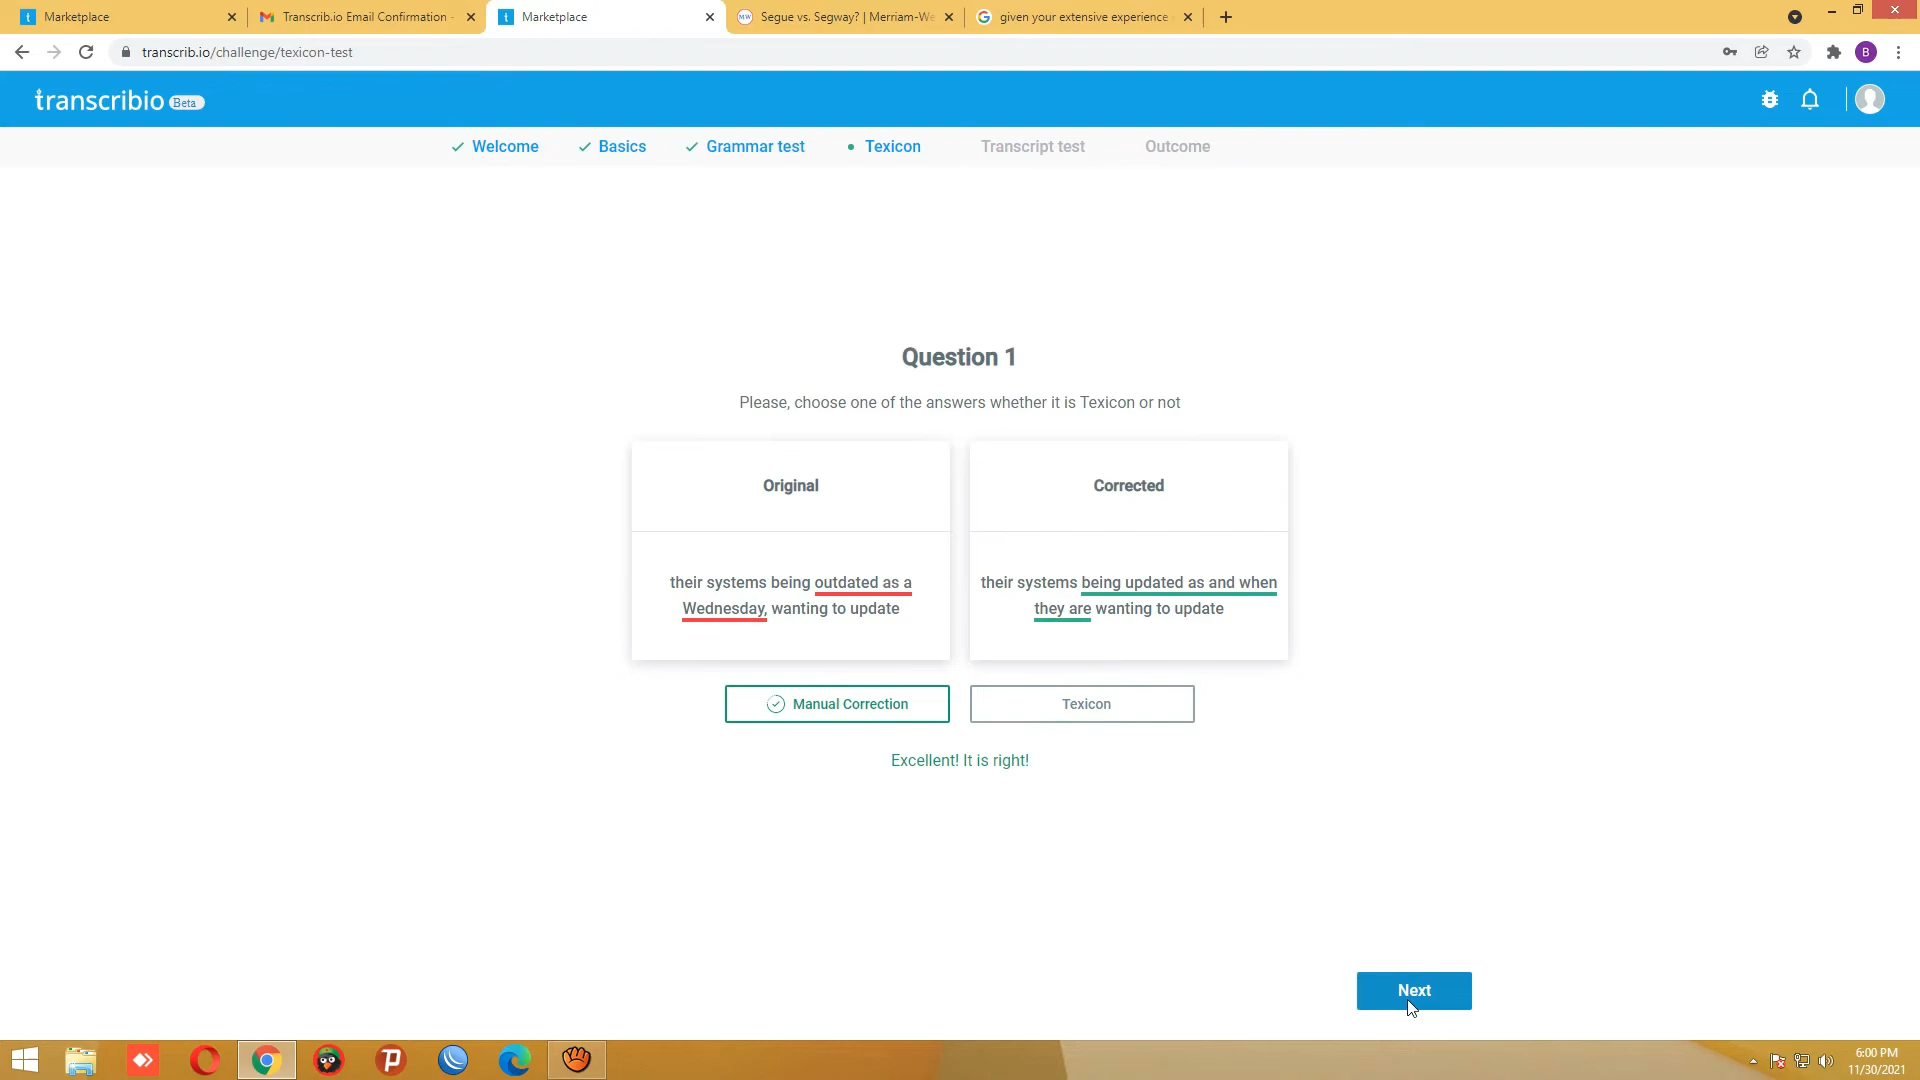 Marketplace
Transcrib.io Email Confirmation -
Marketplace
Segue vs. Segway? | Merriam-We
given your extensive experience
transcrib.io/challenge/texicon-test
B
transcribio Beta
Welcome
Basics
Grammar test
Texicon
Transcript test
Outcome
Question 1
Please, choose one of the answers whether it is Texicon or not
Original
Corrected
their systems being outdated as a
Wednesday, wanting to update
their systems being updated as and when
they are wanting to update
Manual Correction
Texicon
Excellent! It is right!
Next
6:00 PM
11/30/2021